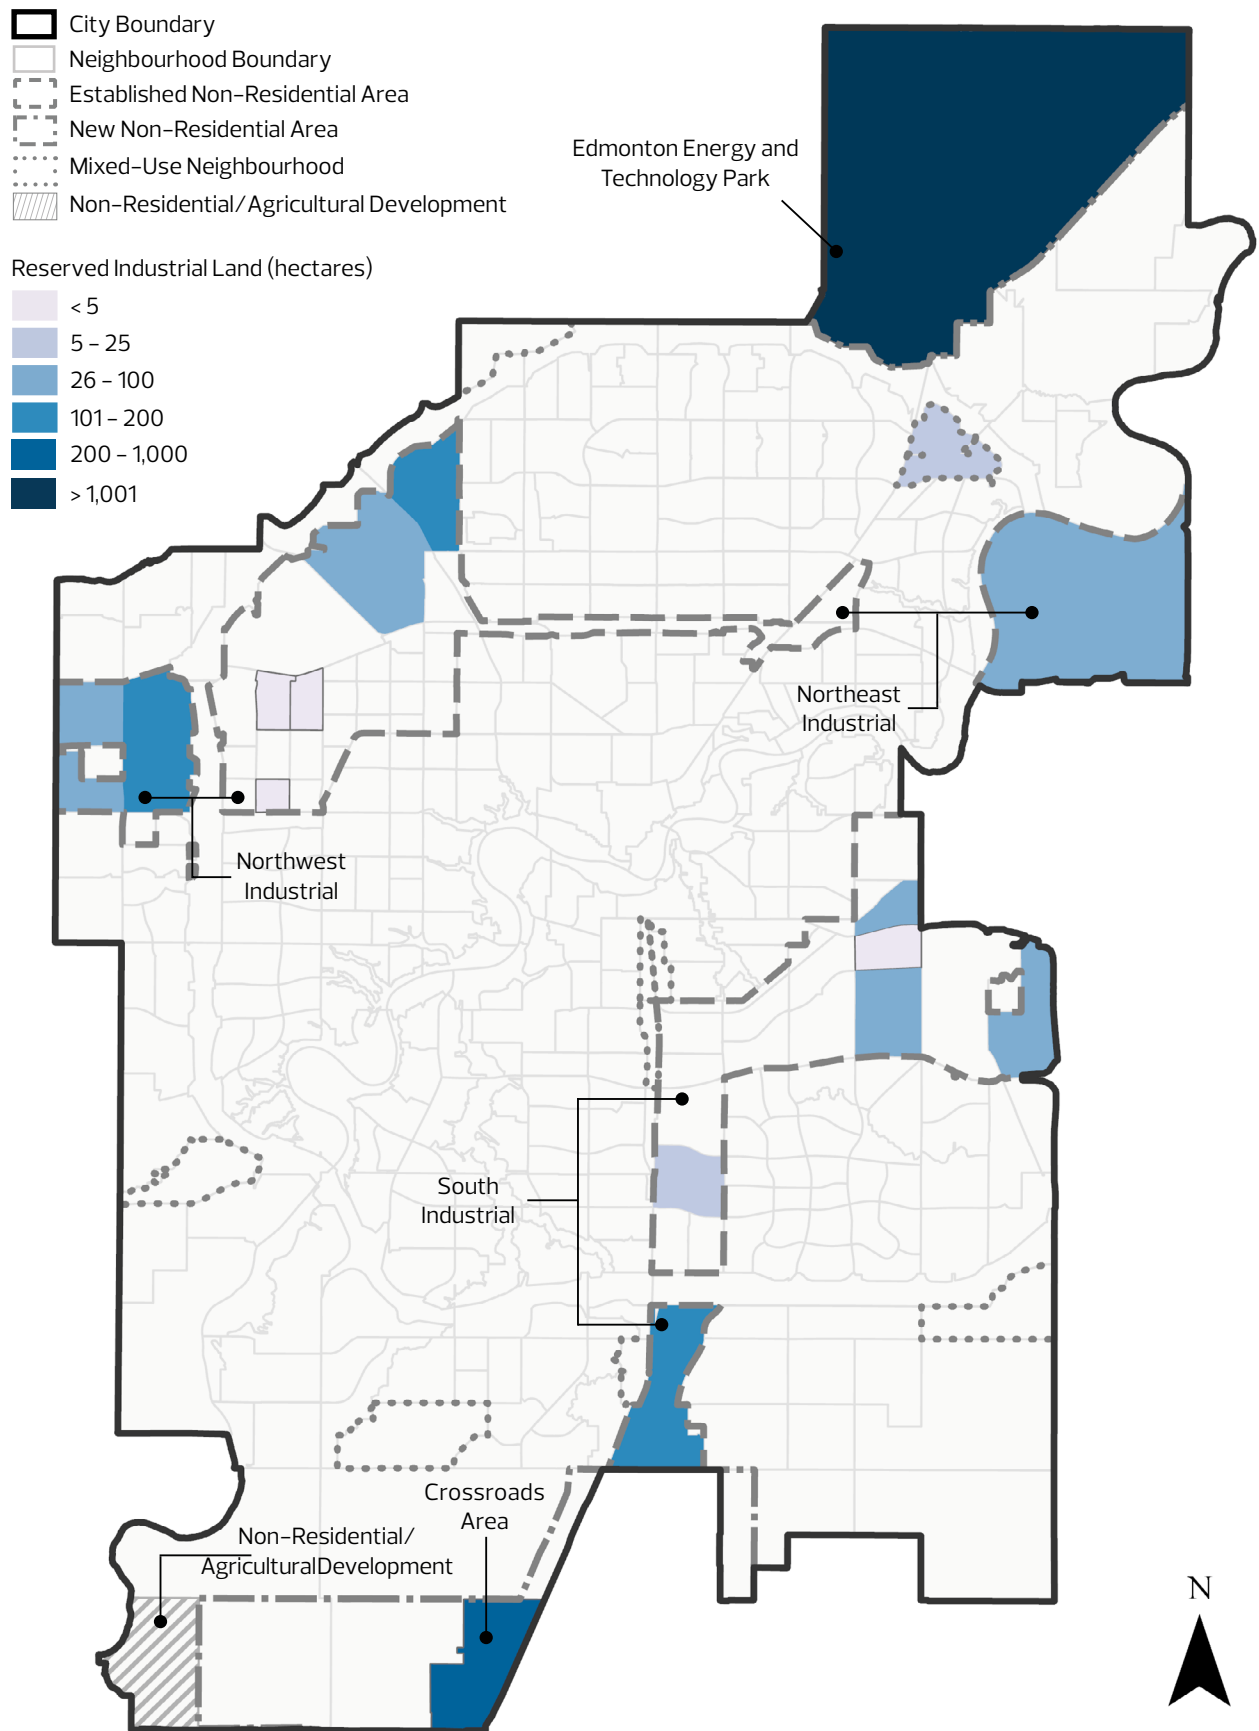 City Boundary
Neighbourhood Boundary
Established Non-Residential Area
New Non-Residential Area
Mixed-Use Neighbourhood
Non-Residential/Agricultural Development
Reserved Industrial Land (hectares)
< 5
5 - 25
26 - 100
101 - 200
200 - 1,000
> 1,001
Edmonton Energy and
Technology Park
Northeast
Industrial
Northwest
Industrial
South
Industrial
Crossroads
Area
Non-Residential/
AgriculturalDevelopment
N